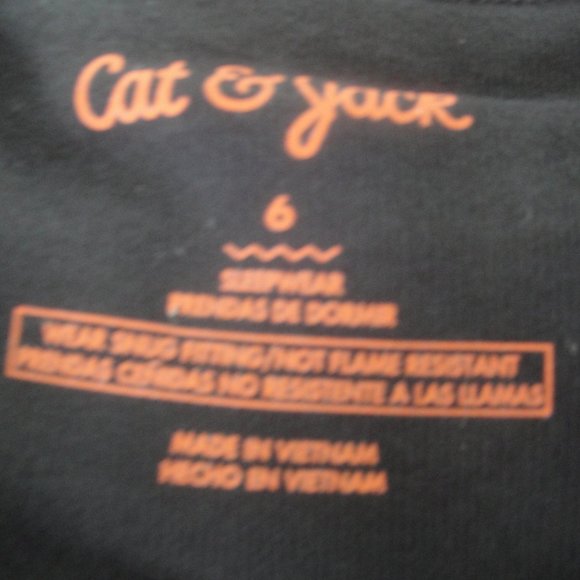 Cat & Jack
6
SLEEPWEAR
PRENDAS DE DORMIR
WEAR SNUG FITTING/NOT FLAME RESISTANT
PRENDAS CEÑIDAS NO RESISTENTE A LAS LLAMAS
MADE IN VIETNAM
HECHO EN VIETNAM